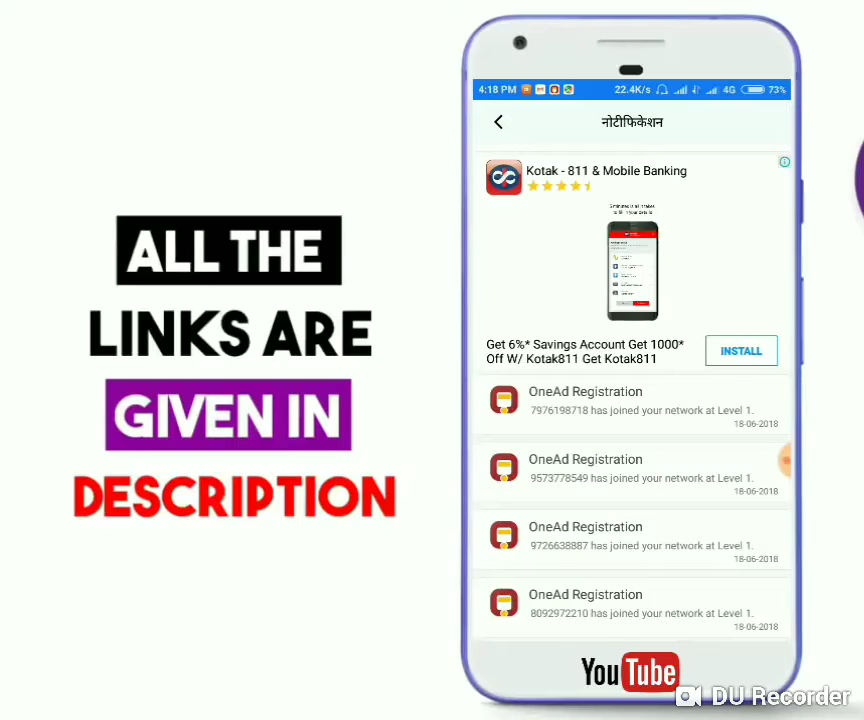 ALL THE
LINKS ARE
GIVEN IN
DESCRIPTION
4:18 PM 22.4K/s 4G 73%
नोटीफिकेशन
Kotak - 811 & Mobile Banking
Get 6%* Savings Account Get 1000*
Off W/ Kotak811 Get Kotak811
INSTALL
OneAd Registration
7976198718 has joined your network at Level 1.
18-06-2018
OneAd Registration
9573778549 has joined your network at Level 1.
18-06-2018
OneAd Registration
9726638887 has joined your network at Level 1.
18-06-2018
OneAd Registration
8092972210 has joined your network at Level 1.
18-06-2018
YouTube
DU Recorder